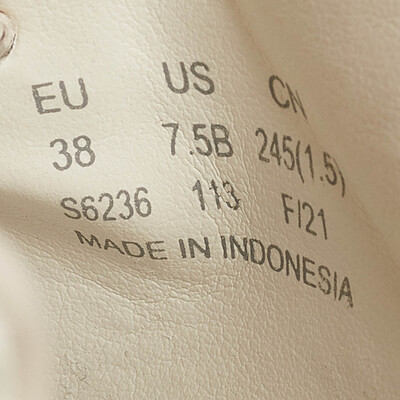 EU US CN
38 7.5B 245(1.5)
S6236 113 FI21
MADE IN INDONESIA